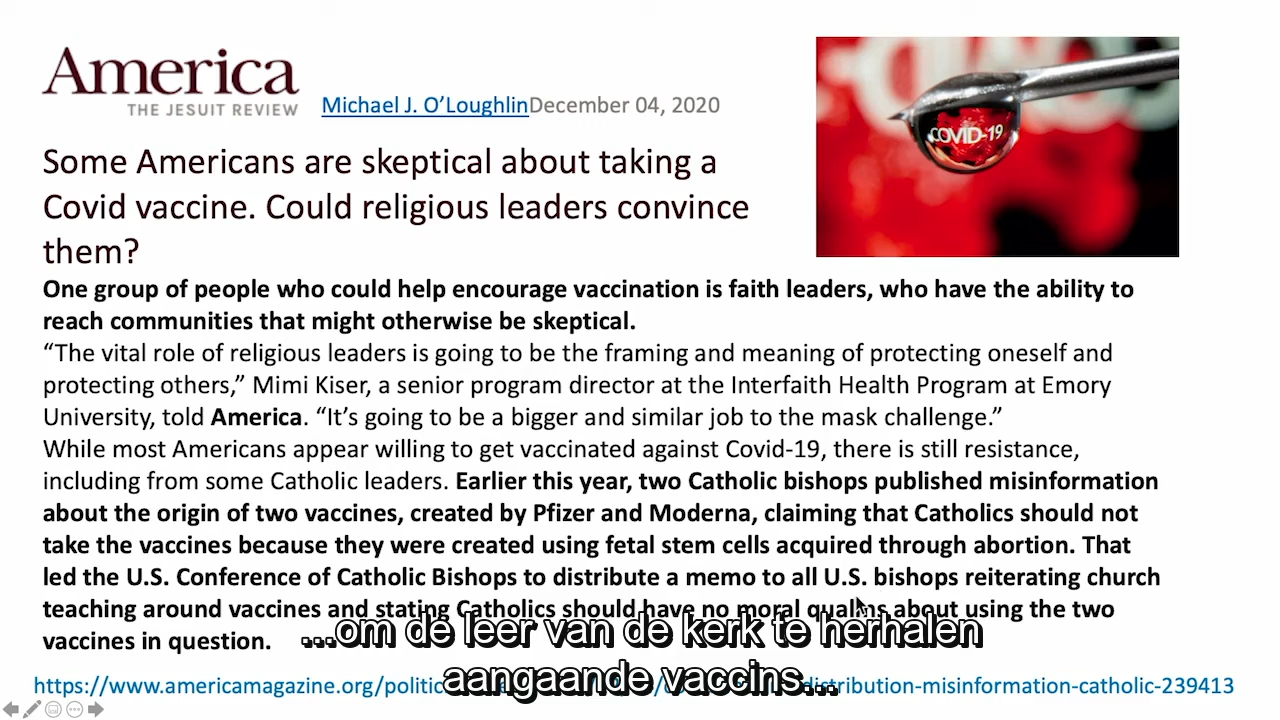 America
THE JESUIT REVIEW
Michael J. O’LoughlinDecember 04, 2020
COVID-19
Some Americans are skeptical about taking a
Covid vaccine. Could religious leaders convince
them?
One group of people who could help encourage vaccination is faith leaders, who have the ability to
reach communities that might otherwise be skeptical.
“The vital role of religious leaders is going to be the framing and meaning of protecting oneself and
protecting others,” Mimi Kiser, a senior program director at the Interfaith Health Program at Emory
University, told America. “It’s going to be a bigger and similar job to the mask challenge.”
While most Americans appear willing to get vaccinated against Covid-19, there is still resistance,
including from some Catholic leaders. Earlier this year, two Catholic bishops published misinformation
about the origin of two vaccines, created by Pfizer and Moderna, claiming that Catholics should not
take the vaccines because they were created using fetal stem cells acquired through abortion. That
led the U.S. Conference of Catholic Bishops to distribute a memo to all U.S. bishops reiterating church
teaching around vaccines and stating Catholics should have no moral qualms about using the two
vaccines in question.
...om de leer van de kerk te herhalen
aangaande vaccins...
https://www.americamagazine.org/politic distribution-misinformation-catholic-239413